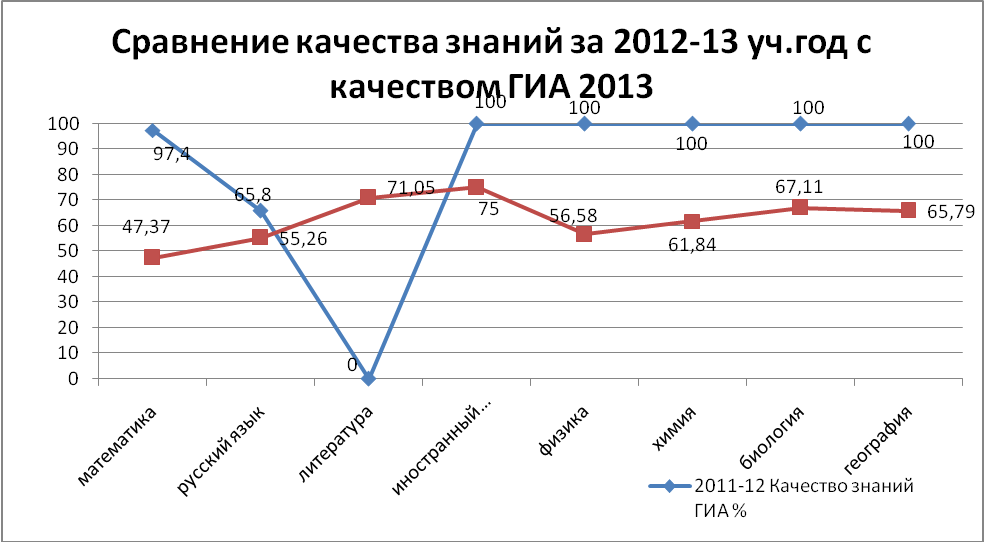 Сравнение качества знаний за 2012-13 уч.год с
качеством ГИА 2013
100
90
80
70
60
50
40
30
20
10
0
97,4
65,8
0
100
100
100
100
100
47,37
55,26
71,05
75
56,58
61,84
67,11
65,79
математика
русский язык
литература
иностранный...
физика
химия
биология
география
2011-12 Качество знаний
ГИА %